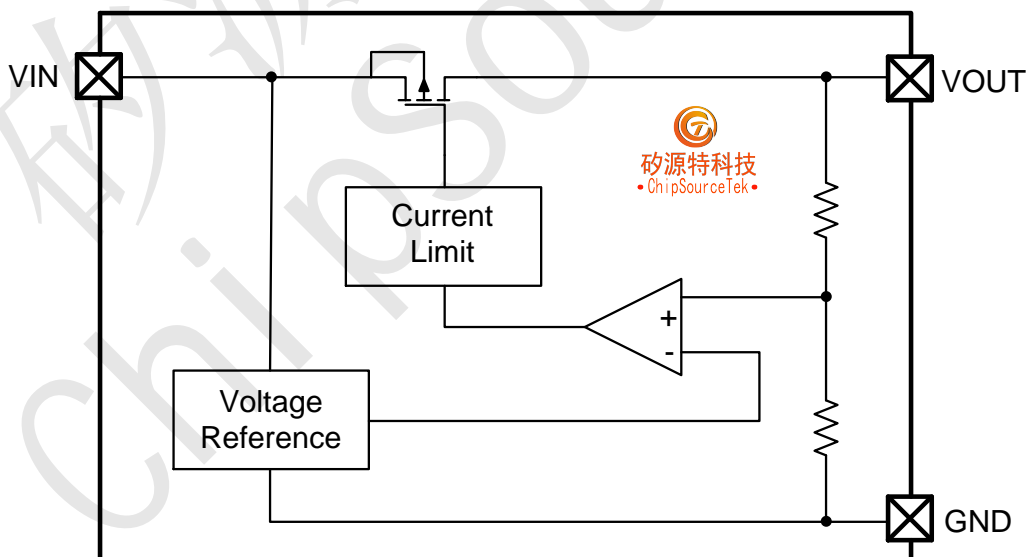 VIN
VOUT
矽源特科技
•ChipSourceTek•
Current
Limit
+
-
Voltage
Reference
GND